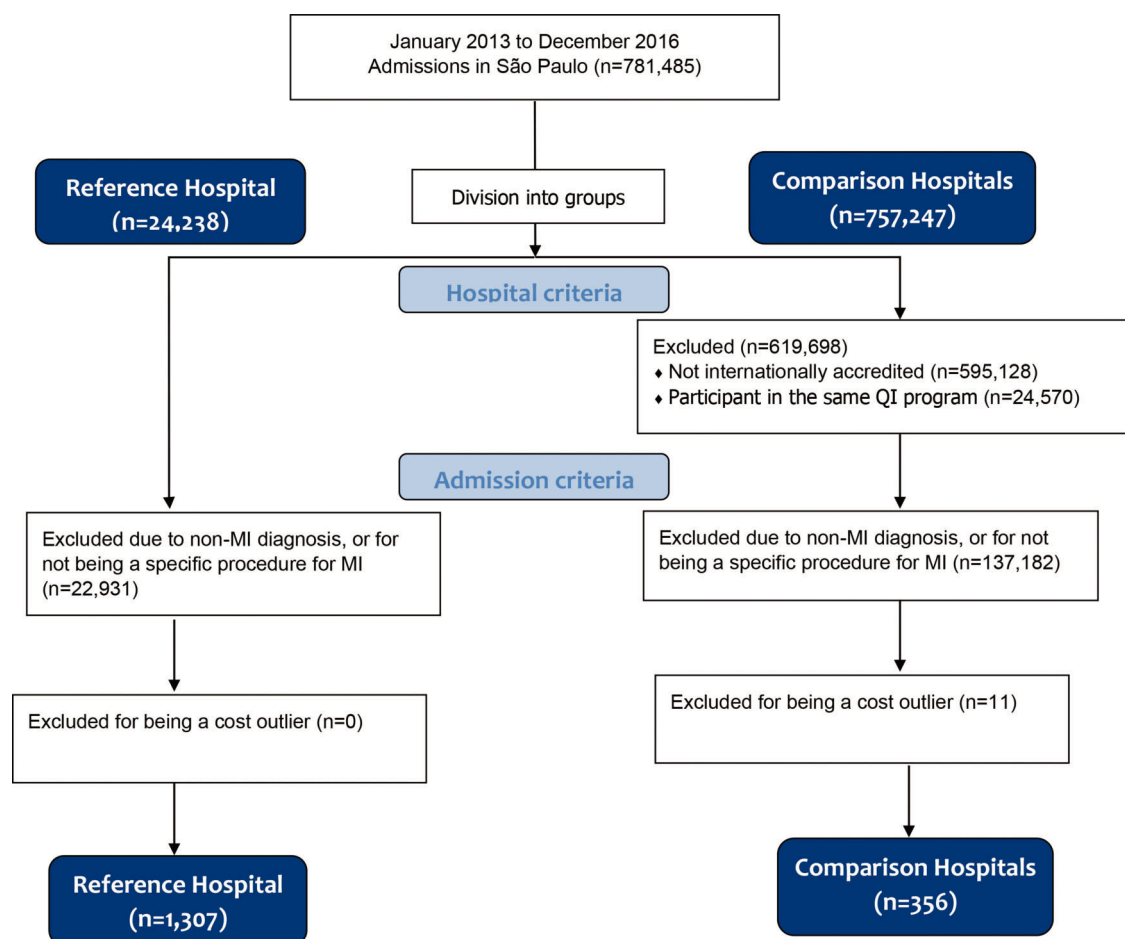 January 2013 to December 2016
Admissions in São Paulo (n=781,485)
Reference Hospital
(n=24,238)
Division into groups
Comparison Hospitals
(n=757,247)
Hospital criteria
Excluded (n=619,698)
♦ Not internationally accredited (n=595,128)
♦ Participant in the same QI program (n=24,570)
Admission criteria
Excluded due to non-MI diagnosis, or for
not being a specific procedure for MI
(n=22,931)
Excluded due to non-MI diagnosis, or for not
being a specific procedure for MI (n=137,182)
Excluded for being a cost outlier (n=0)
Excluded for being a cost outlier (n=11)
Reference Hospital
(n=1,307)
Comparison Hospitals
(n=356)